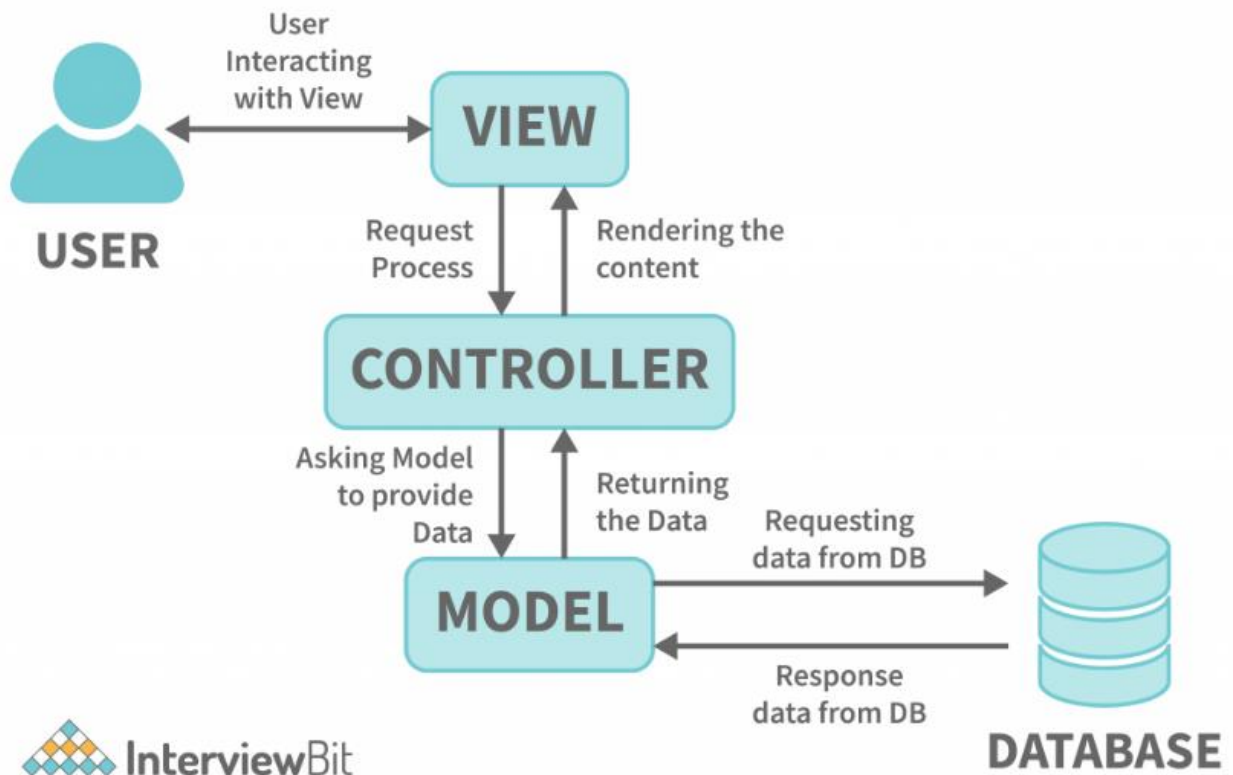 User
Interacting
with View
VIEW
USER
Request
Process
Rendering the
content
CONTROLLER
Asking Model
to provide
Data
Returning
the Data
Requesting
data from DB
MODEL
Response
data from DB
DATABASE
InterviewBit